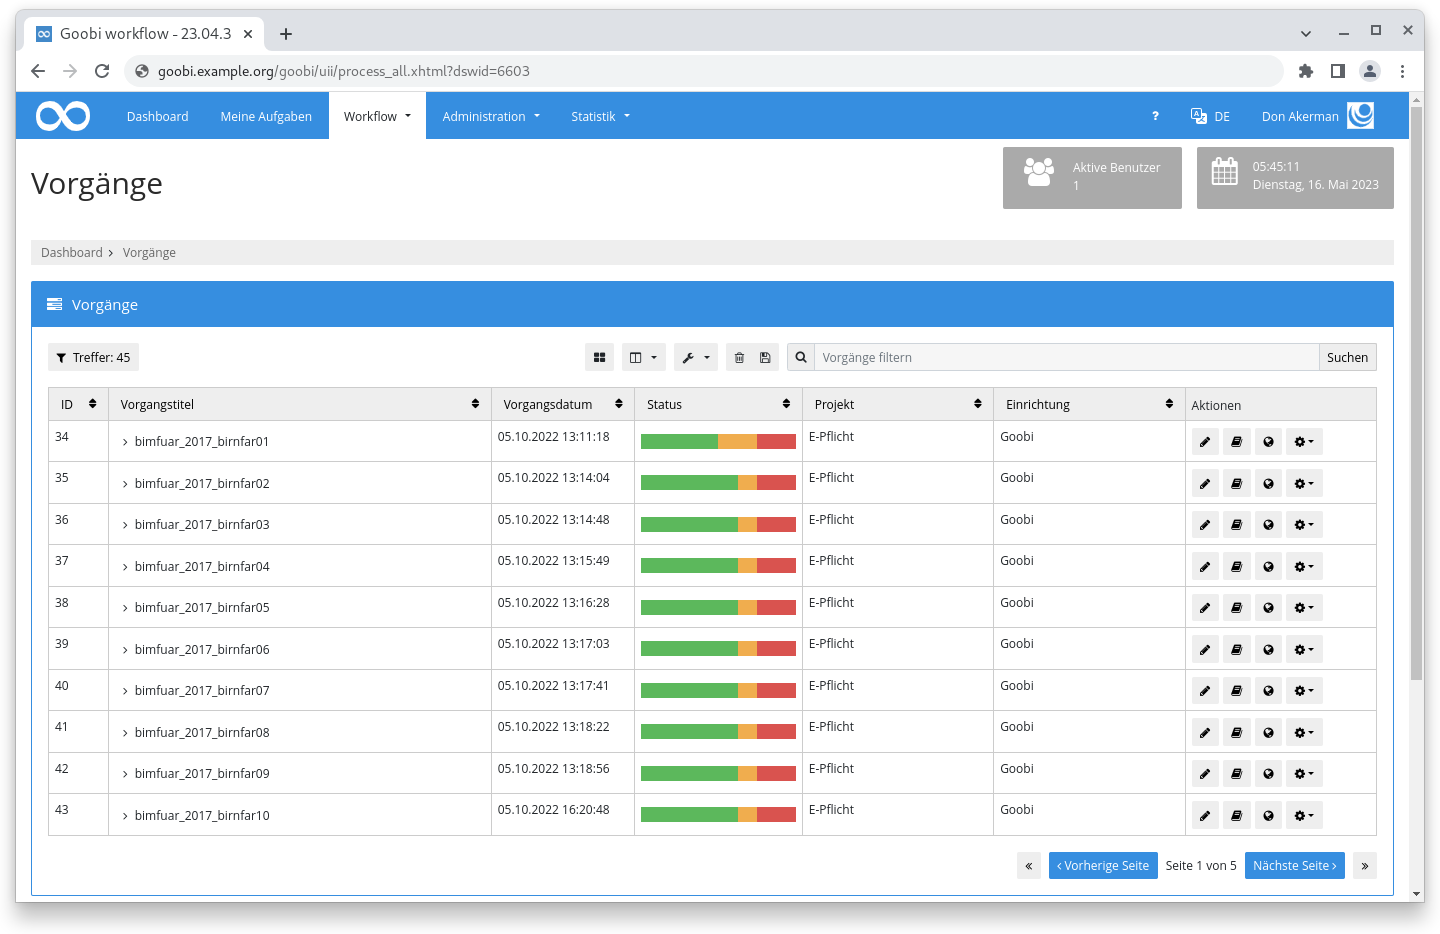 Goobi workflow - 23.04.3
goobi.example.org/goobi/uii/process_all.xhtml?dswid=6603
Dashboard Meine Aufgaben Workflow Administration Statistik ? DE Don Akerman
Vorgänge
Aktive Benutzer
1
05:45:11
Dienstag, 16. Mai 2023
Dashboard > Vorgänge
Vorgänge
Treffer: 45 Vorgänge filtern Suchen
ID Vorgangstitel Vorgangsdatum Status Projekt Einrichtung Aktionen
34 > bimfuar_2017_birnfar01 05.10.2022 13:11:18 E-Pflicht Goobi
35 > bimfuar_2017_birnfar02 05.10.2022 13:14:04 E-Pflicht Goobi
36 > bimfuar_2017_birnfar03 05.10.2022 13:14:48 E-Pflicht Goobi
37 > bimfuar_2017_birnfar04 05.10.2022 13:15:49 E-Pflicht Goobi
38 > bimfuar_2017_birnfar05 05.10.2022 13:16:28 E-Pflicht Goobi
39 > bimfuar_2017_birnfar06 05.10.2022 13:17:03 E-Pflicht Goobi
40 > bimfuar_2017_birnfar07 05.10.2022 13:17:41 E-Pflicht Goobi
41 > bimfuar_2017_birnfar08 05.10.2022 13:18:22 E-Pflicht Goobi
42 > bimfuar_2017_birnfar09 05.10.2022 13:18:56 E-Pflicht Goobi
43 > bimfuar_2017_birnfar10 05.10.2022 16:20:48 E-Pflicht Goobi
« ‹ Vorherige Seite Seite 1 von 5 Nächste Seite › »